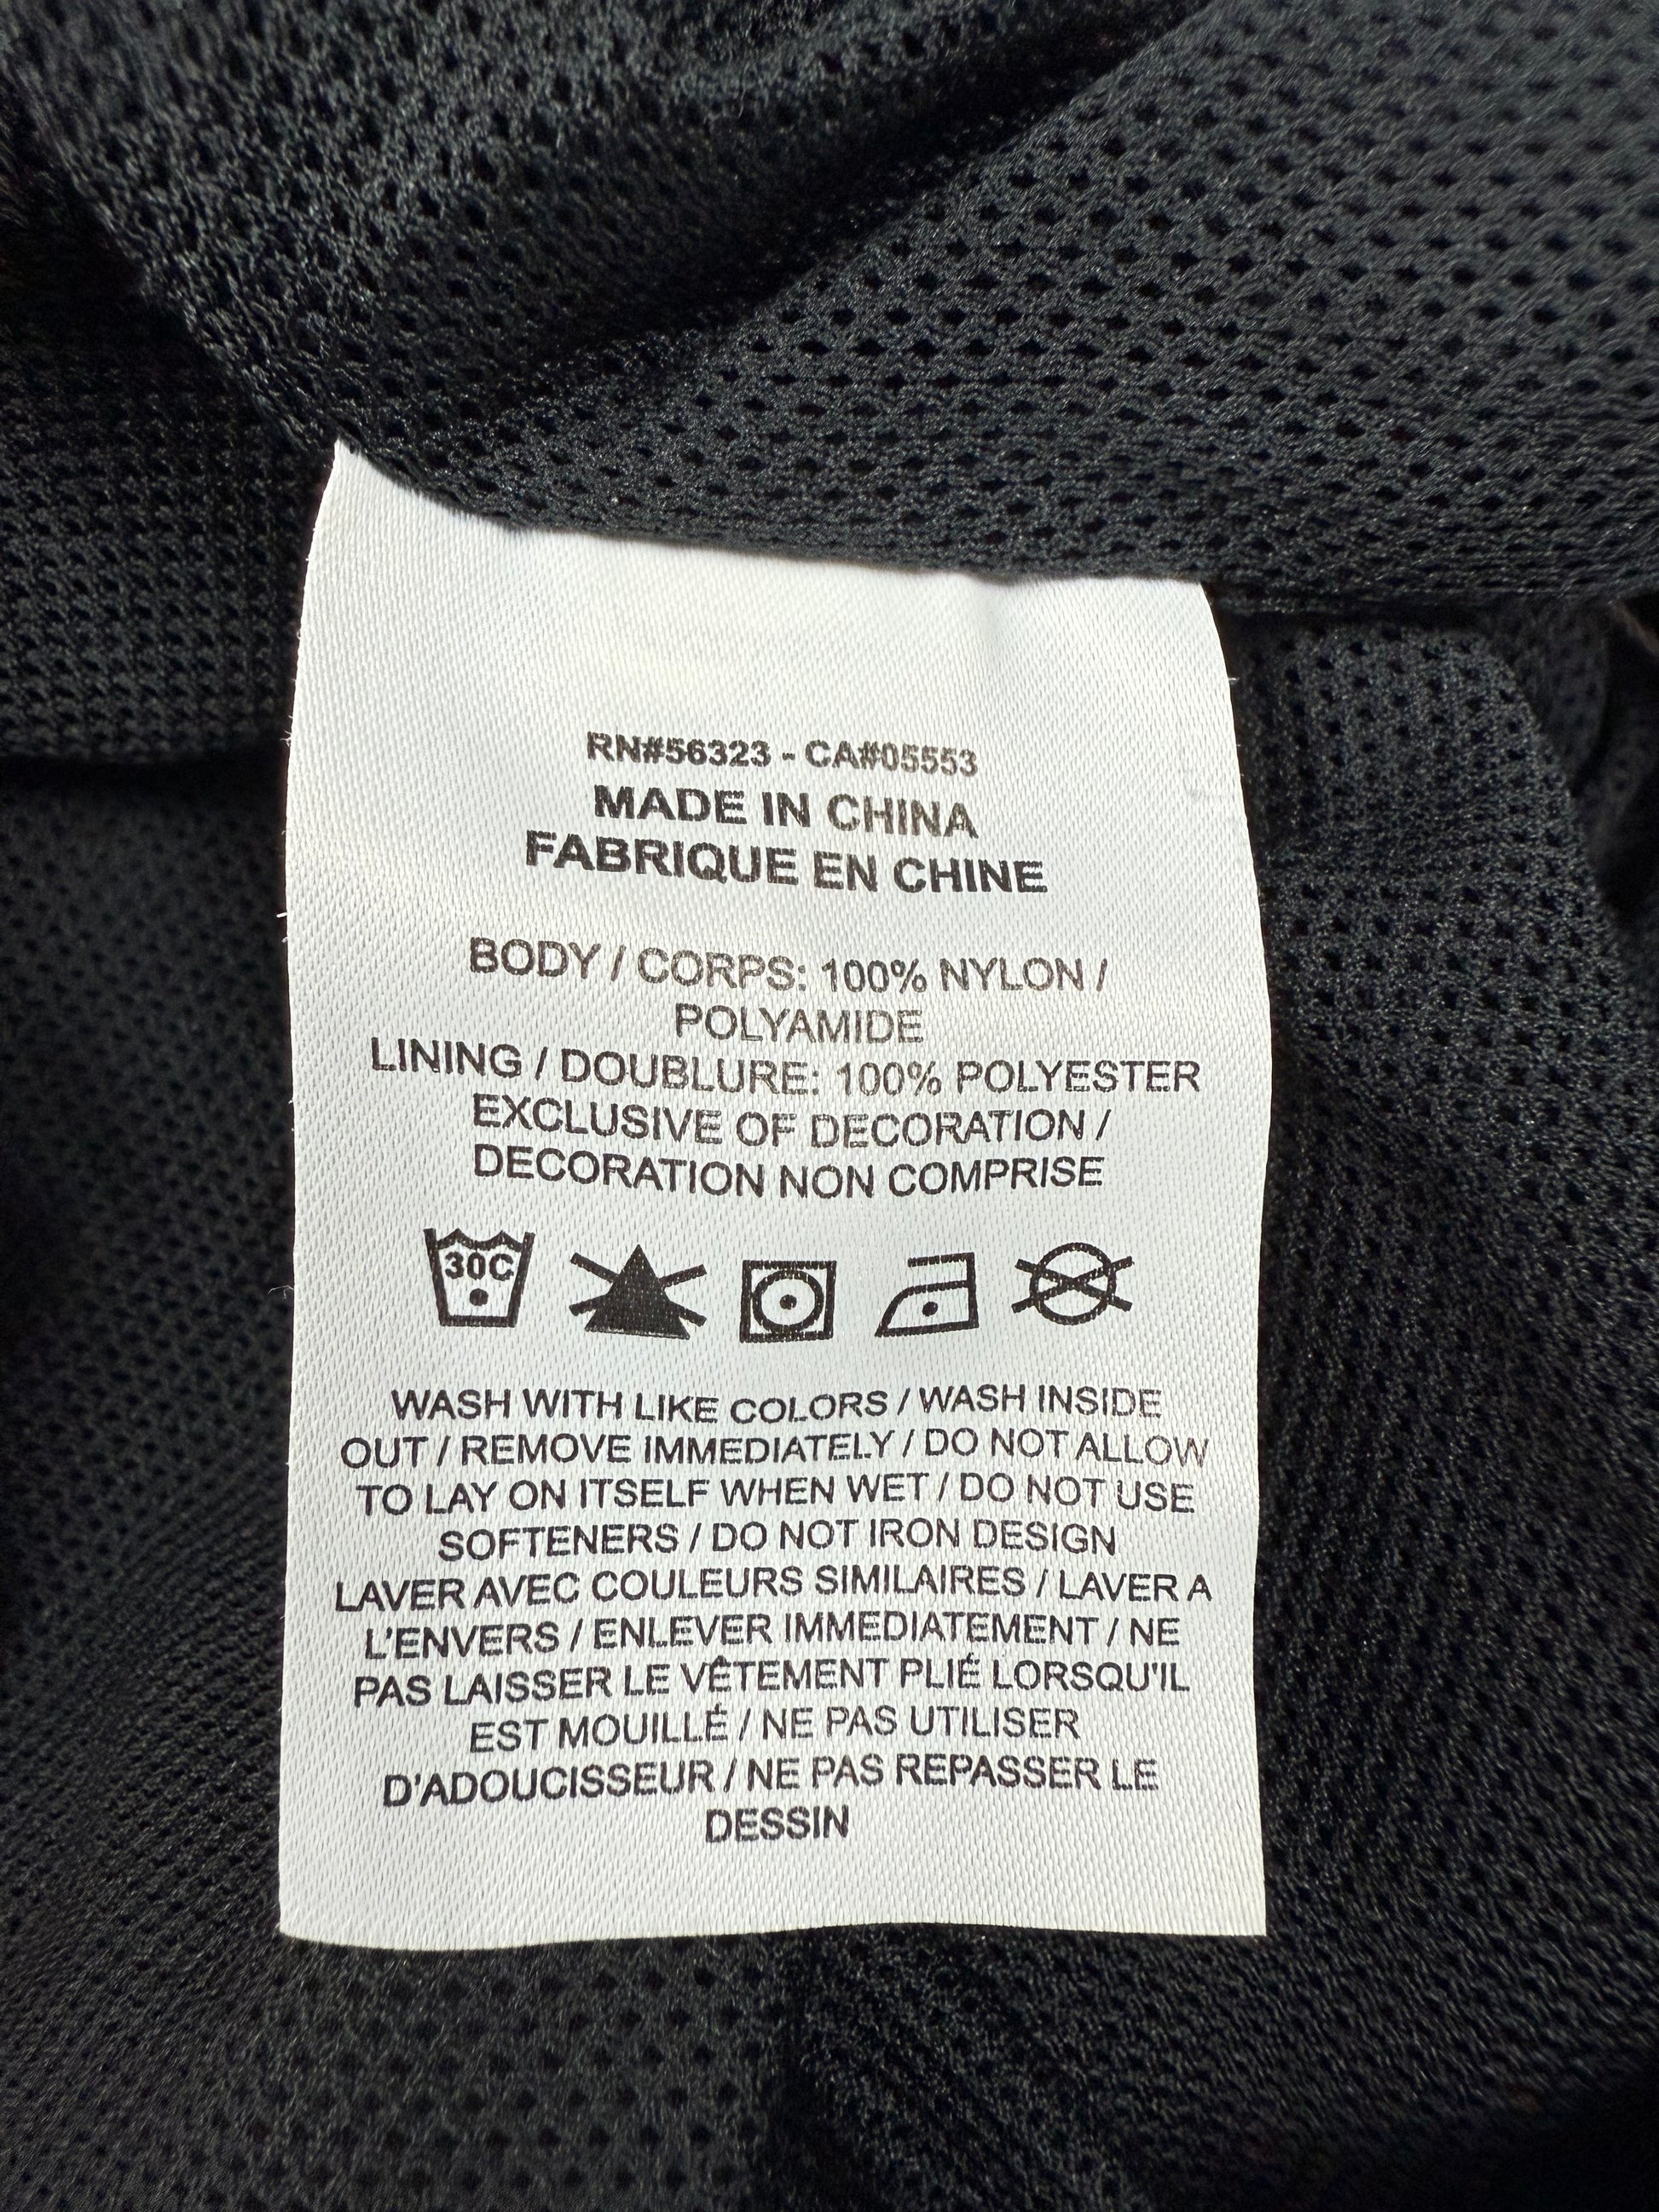 RN#56323 - CA#05553
MADE IN CHINA
FABRIQUE EN CHINE
BODY / CORPS: 100% NYLON /
POLYAMIDE
LINING / DOUBLURE: 100% POLYESTER
EXCLUSIVE OF DECORATION /
DECORATION NON COMPRISE
30C
WASH WITH LIKE COLORS / WASH INSIDE
OUT / REMOVE IMMEDIATELY / DO NOT ALLOW
TO LAY ON ITSELF WHEN WET / DO NOT USE
SOFTENERS / DO NOT IRON DESIGN
LAVER AVEC COULEURS SIMILAIRES / LAVER A
L'ENVERS / ENLEVER IMMEDIATEMENT / NE
PAS LAISSER LE VÊTEMENT PLIÉ LORSQU'IL
EST MOUILLÉ / NE PAS UTILISER
D'ADOUCISSEUR / NE PAS REPASSER LE
DESSIN